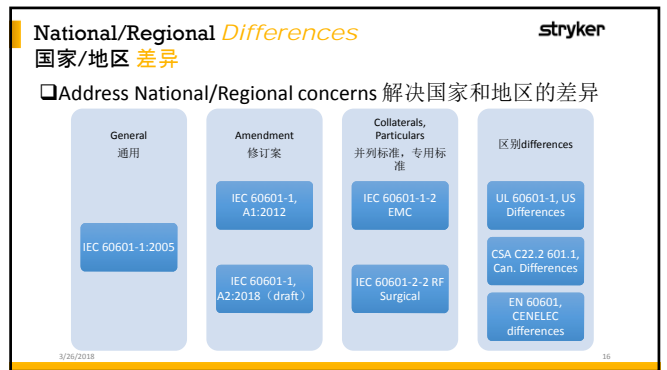 National/Regional Differences
stryker
国家/地区 差异
❑Address National/Regional concerns 解决国家和地区的差异
General
通用
IEC 60601-1:2005
Amendment
修订案
IEC 60601-1,
A1:2012
IEC 60601-1,
A2:2018（draft）
Collaterals,
Particulars
并列标准，专用标
准
IEC 60601-1-2
EMC
IEC 60601-2-2 RF
Surgical
区别differences
UL 60601-1, US
Differences
CSA C22.2 601.1,
Can. Differences
EN 60601,
CENELEC
differences
3/26/2018
16